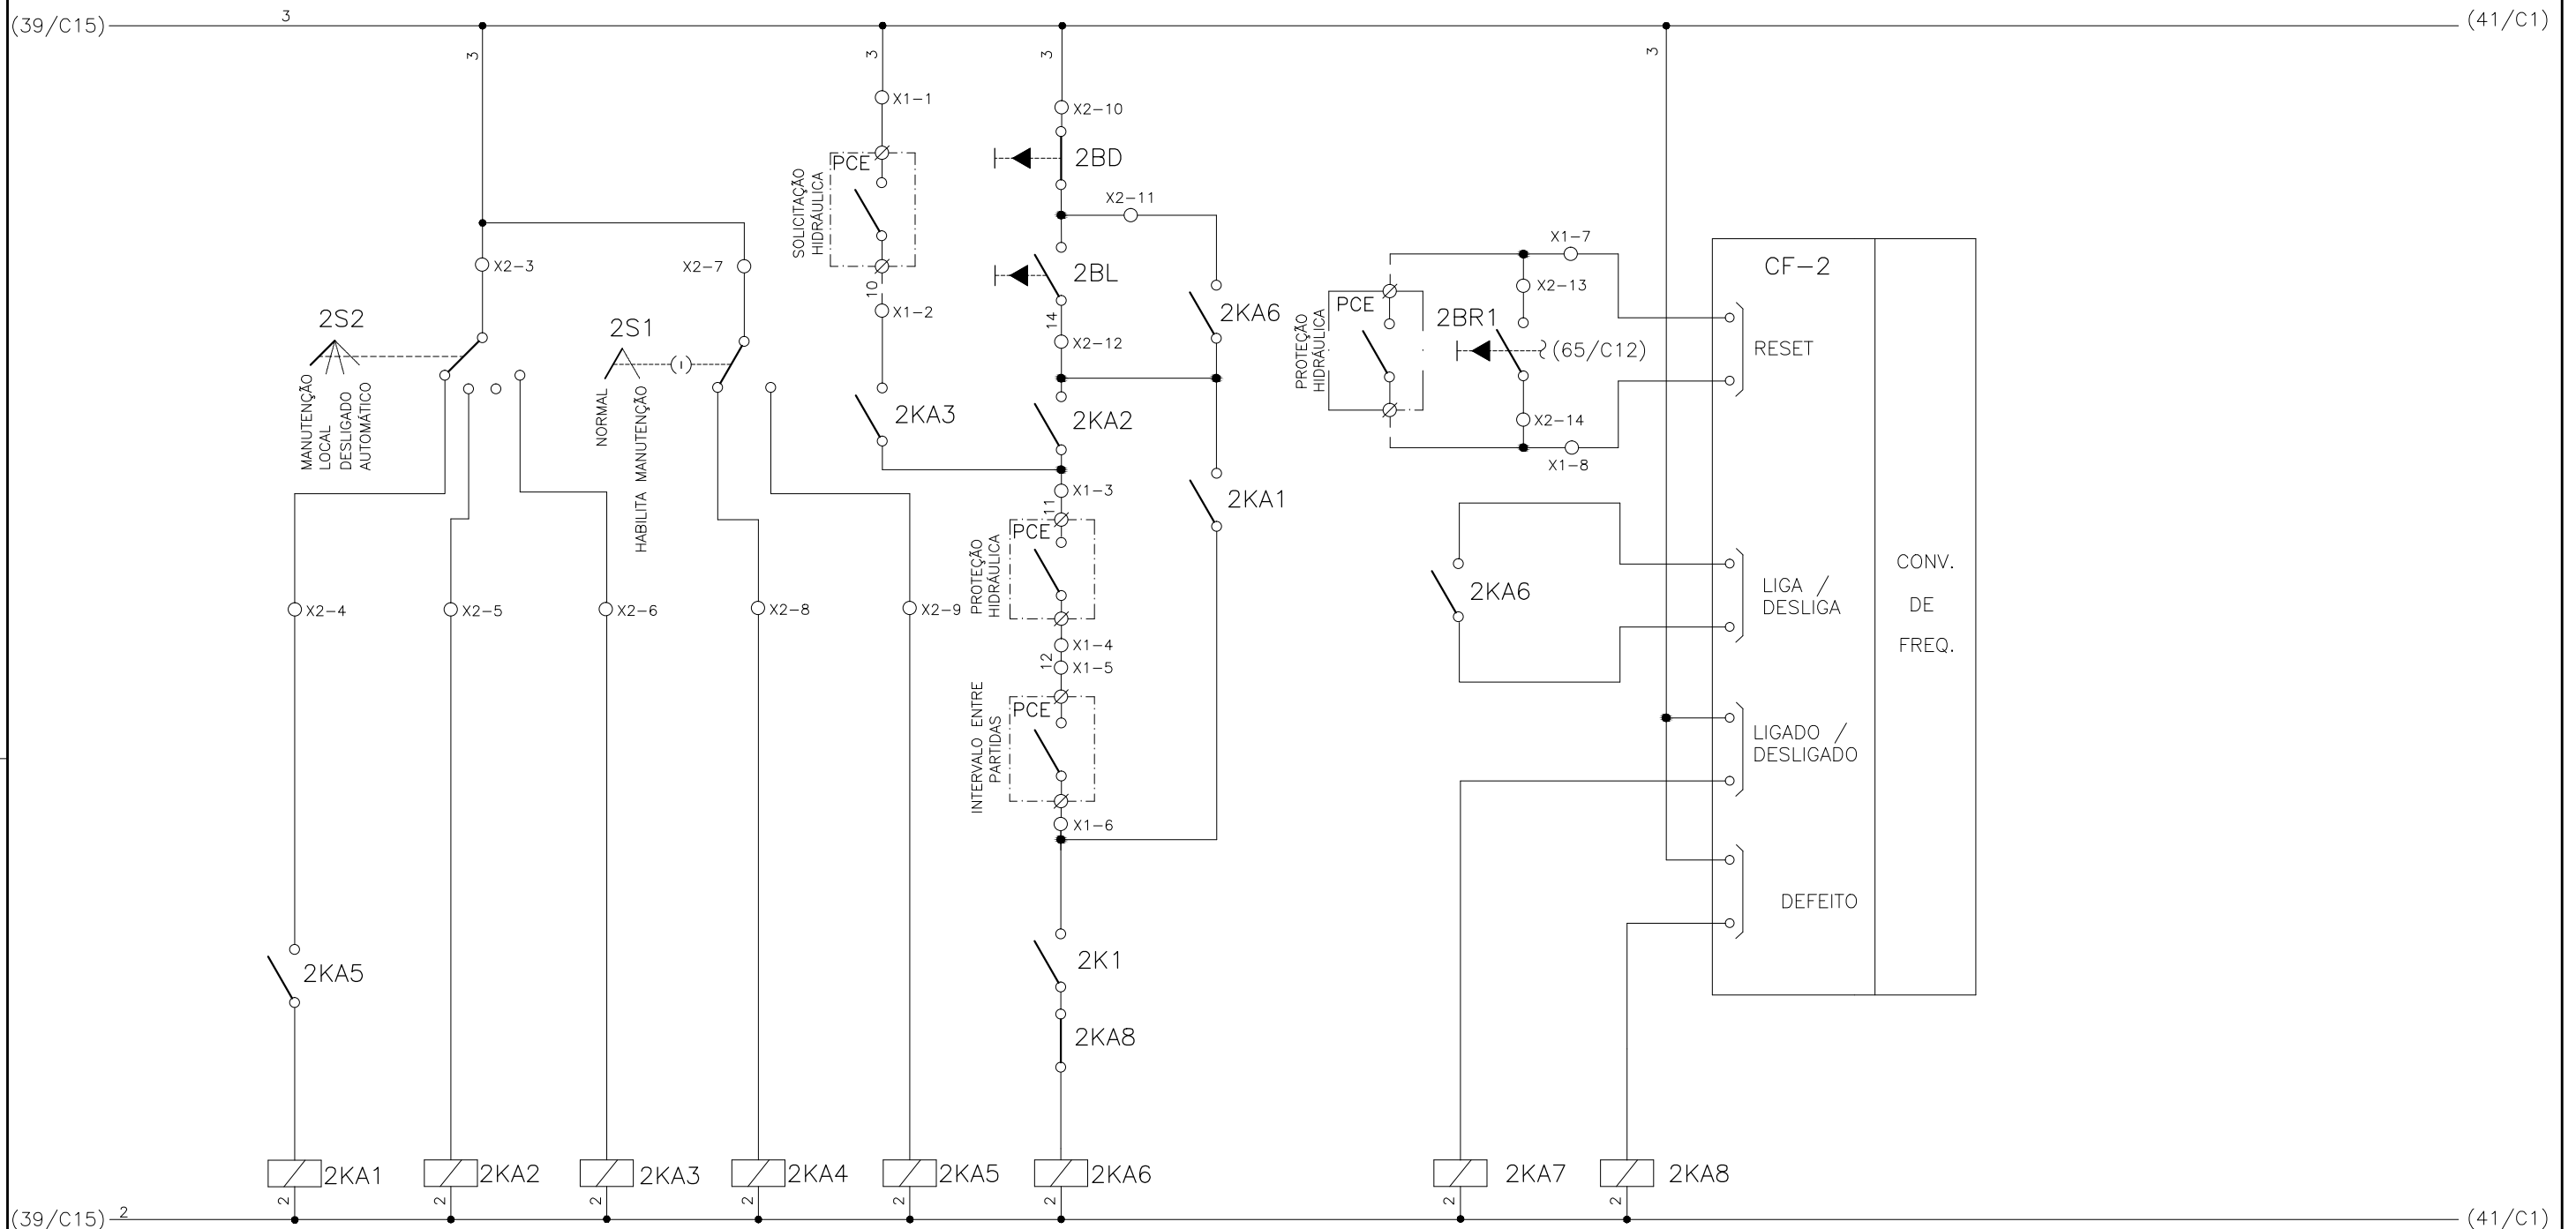 (39/C15)
3
(41/C1)
3
3
3
3
X1-1
X2-10
PCE
2BD
SOLICITAÇÃO
HIDRÁULICA
X2-11
X2-3
X2-7
10
X1-2
2BL
14
X2-12
2KA6
X1-7
X2-13
CF-2
PCE
PROTEÇÃO
HIDRÁULICA
2BR1
(65/C12)
RESET
2S2
2S1
MANUTENÇÃO
LOCAL
DESLIGADO
AUTOMÁTICO
NORMAL
HABILITA MANUTENÇÃO
2KA3
2KA2
X2-14
X1-8
X1-3
11
2KA1
PCE
PROTEÇÃO
HIDRÁULICA
CONV.
DE
FREQ.
2KA6
LIGA /
DESLIGA
X2-4
X2-5
X2-6
X2-8
X2-9
X1-4
12
X1-5
PCE
INTERVALO ENTRE
PARTIDAS
LIGADO /
DESLIGADO
X1-6
DEFEITO
2KA5
2K1
2KA8
2KA1
2KA2
2KA3
2KA4
2KA5
2KA6
2KA7
2KA8
2
2
2
2
2
2
2
2
(39/C15)
2
(41/C1)